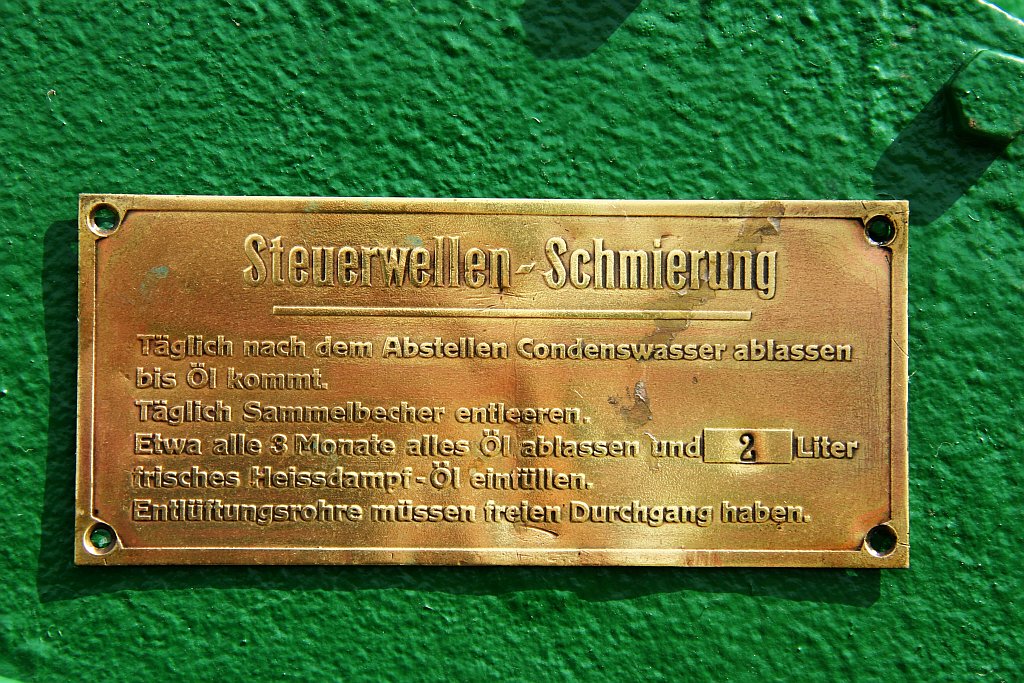 Steuerwellen-Schmierung
Täglich nach dem Abstellen Condenswasser ablassen
bis Öl kommt.
Täglich Sammelbecher entleeren.
Etwa alle 3 Monate alles Öl ablassen und 2 Liter
frisches Heissdampf-Öl einfüllen.
Entlüftungsrohre müssen freien Durchgang haben.